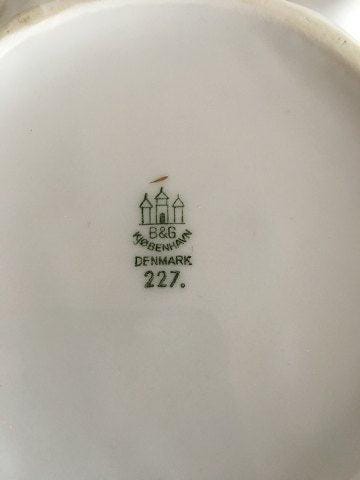 B&G
KJØBENHAVN
DENMARK
227.